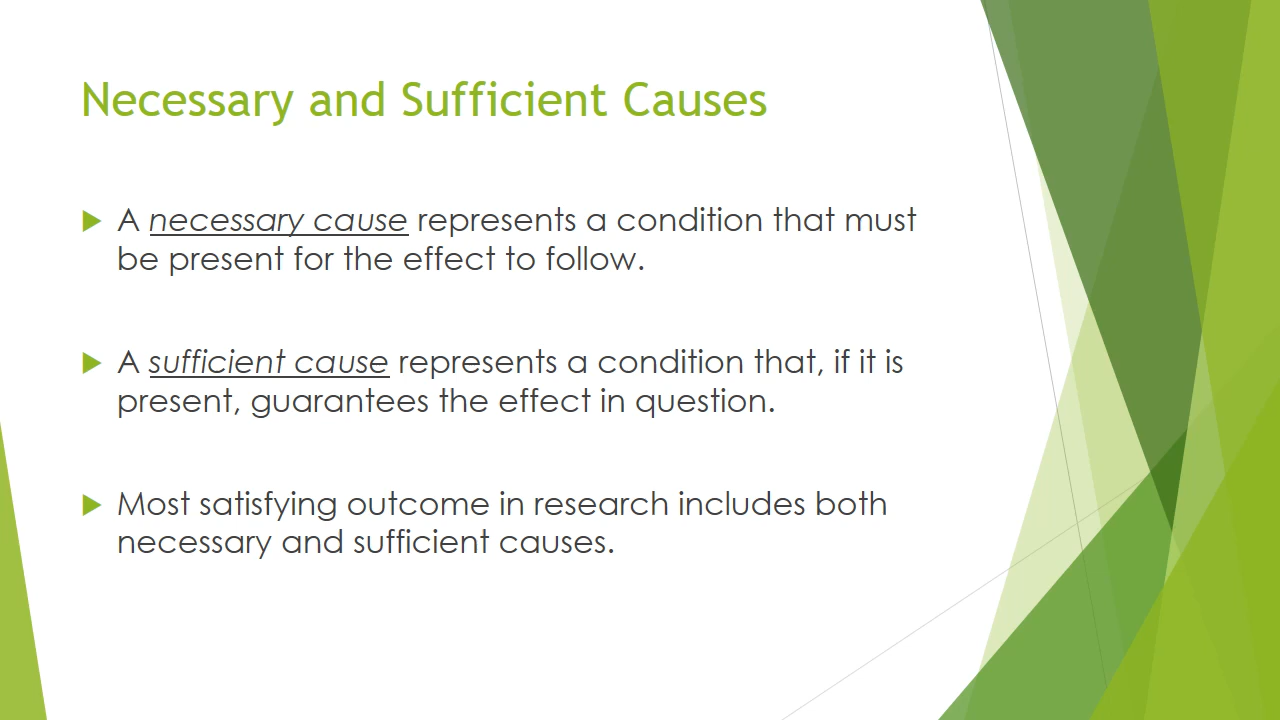 Necessary and Sufficient Causes
A necessary cause represents a condition that must
be present for the effect to follow.
A sufficient cause represents a condition that, if it is
present, guarantees the effect in question.
Most satisfying outcome in research includes both
necessary and sufficient causes.